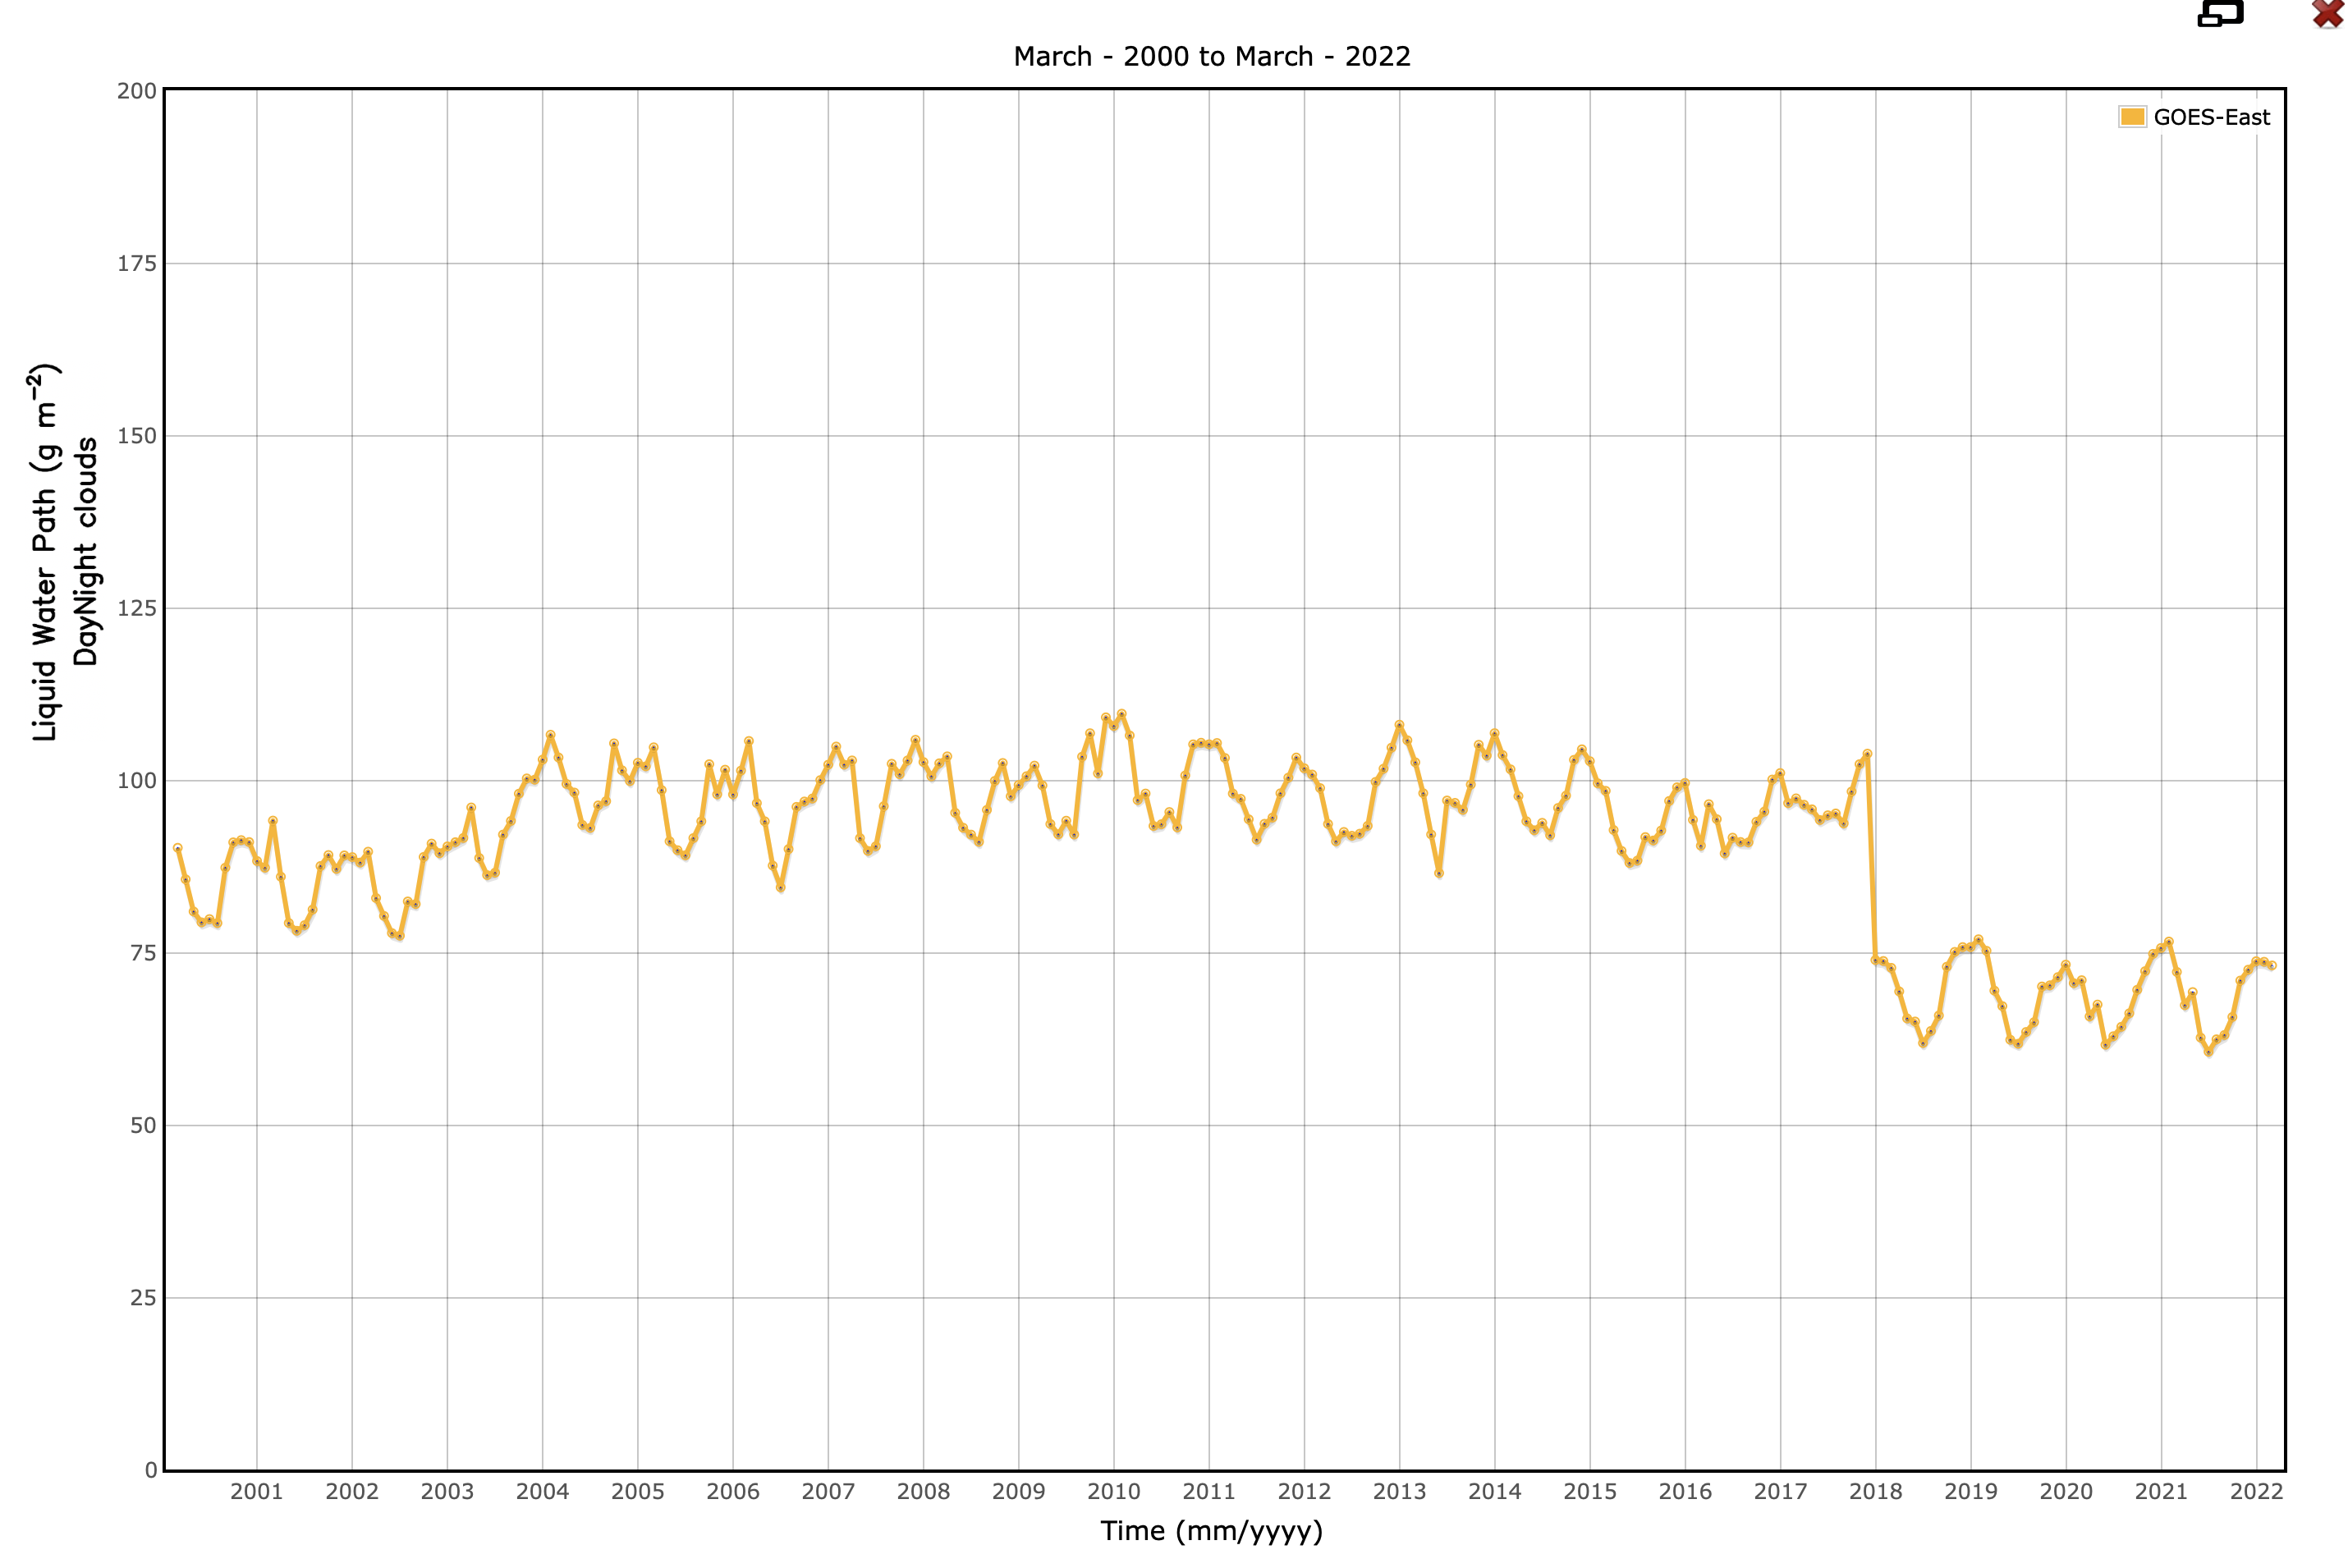 March - 2000 to March - 2022
GOES-East
Liquid Water Path (g m⁻²)
DayNight clouds
200
175
150
125
100
75
50
25
0
2001 2002 2003 2004 2005 2006 2007 2008 2009 2010 2011 2012 2013 2014 2015 2016 2017 2018 2019 2020 2021 2022
Time (mm/yyyy)